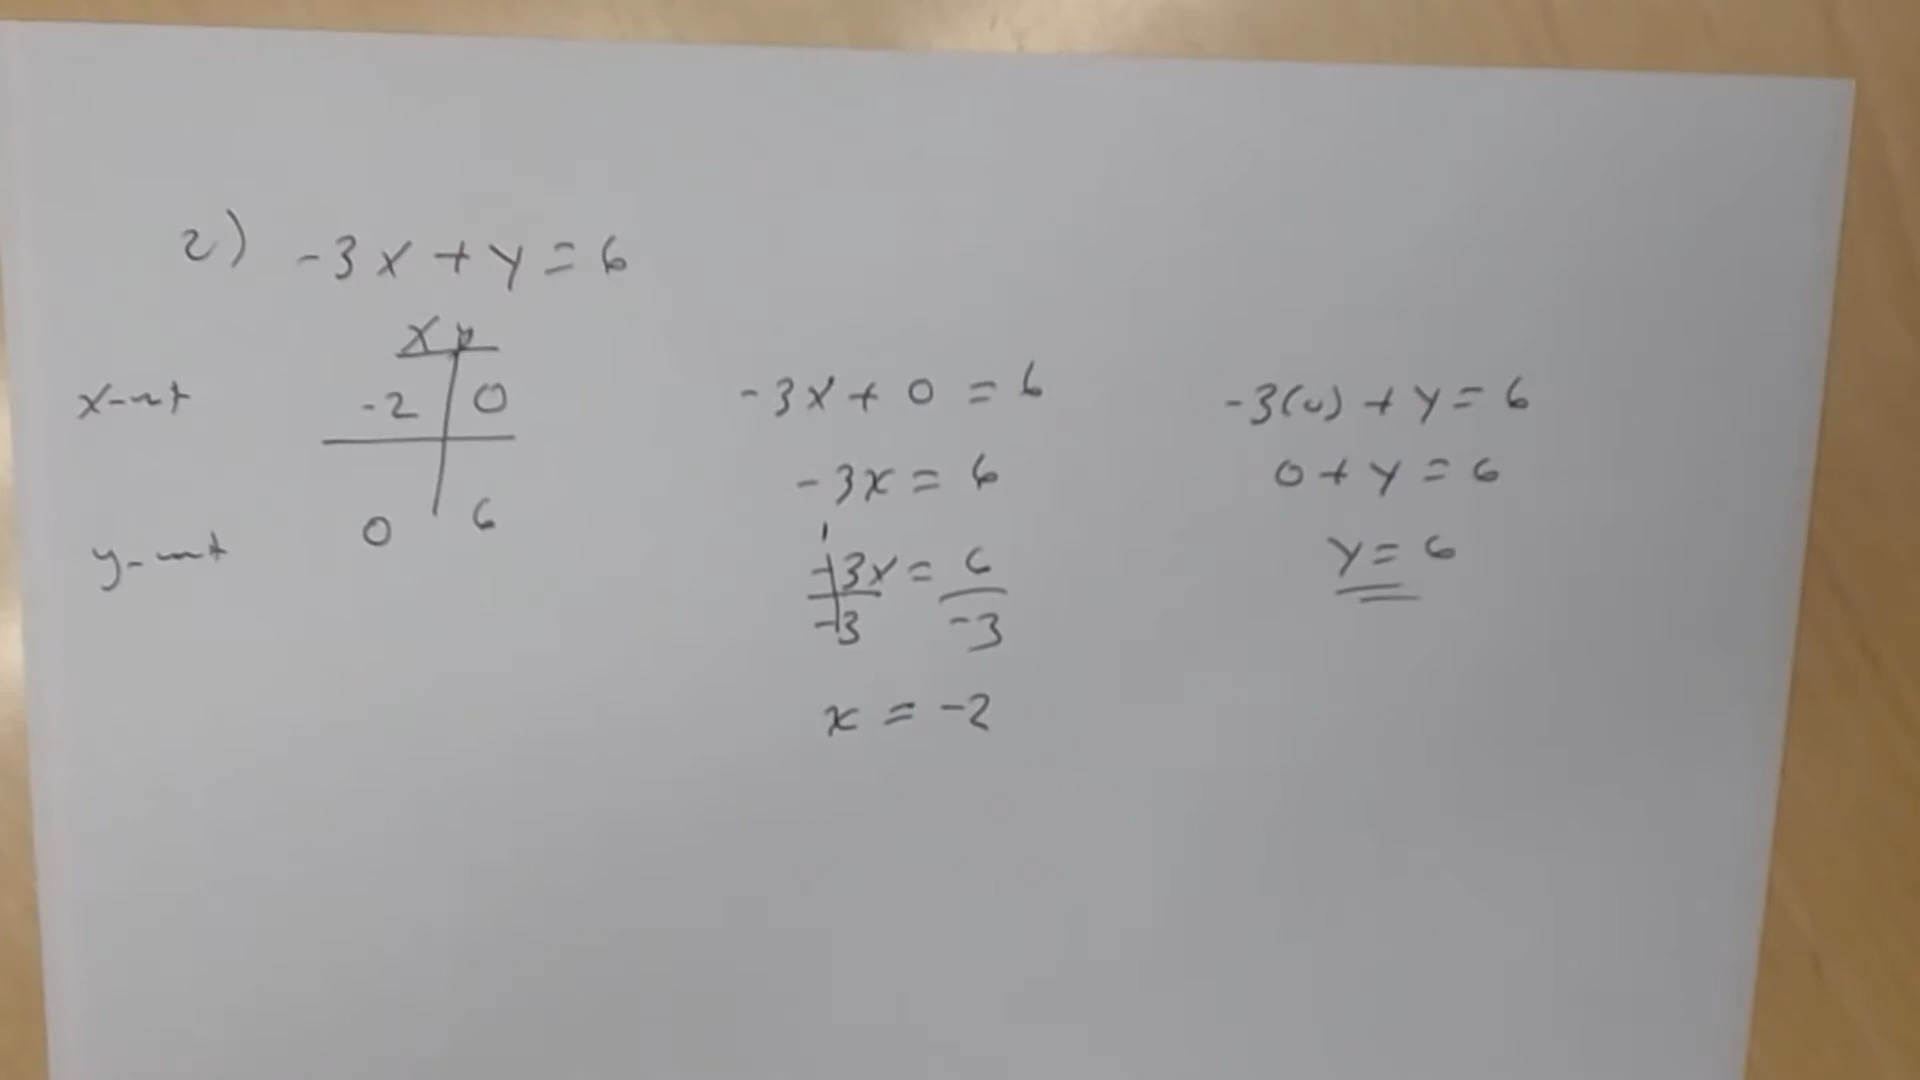 2) -3x + y = 6
x y
x-int -2 0
y-int 0 6
-3x + 0 = 6
-3x = 6
1
-3x = 6
-3 -3
x = -2
-3(0) + y = 6
0 + y = 6
y = 6